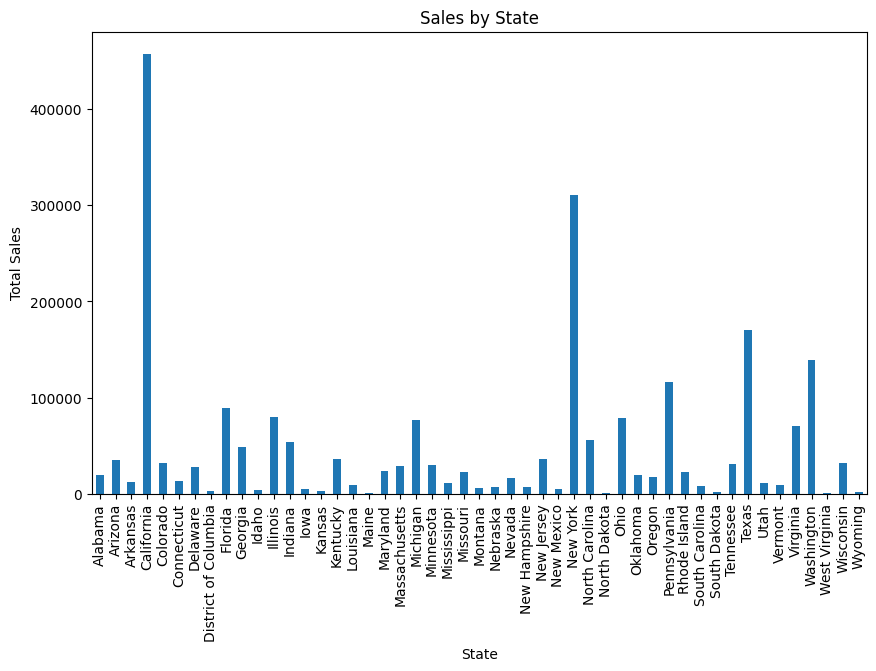 Sales by State
Total Sales
400000
300000
200000
100000
0
Alabama
Arizona
Arkansas
California
Colorado
Connecticut
Delaware
District of Columbia
Florida
Georgia
Idaho
Illinois
Indiana
Iowa
Kansas
Kentucky
Louisiana
Maine
Maryland
Massachusetts
Michigan
Minnesota
Mississippi
Missouri
Montana
Nebraska
Nevada
New Hampshire
New Jersey
New Mexico
New York
North Carolina
North Dakota
Ohio
Oklahoma
Oregon
Pennsylvania
Rhode Island
South Carolina
South Dakota
Tennessee
Texas
Utah
Vermont
Virginia
Washington
West Virginia
Wisconsin
Wyoming
State